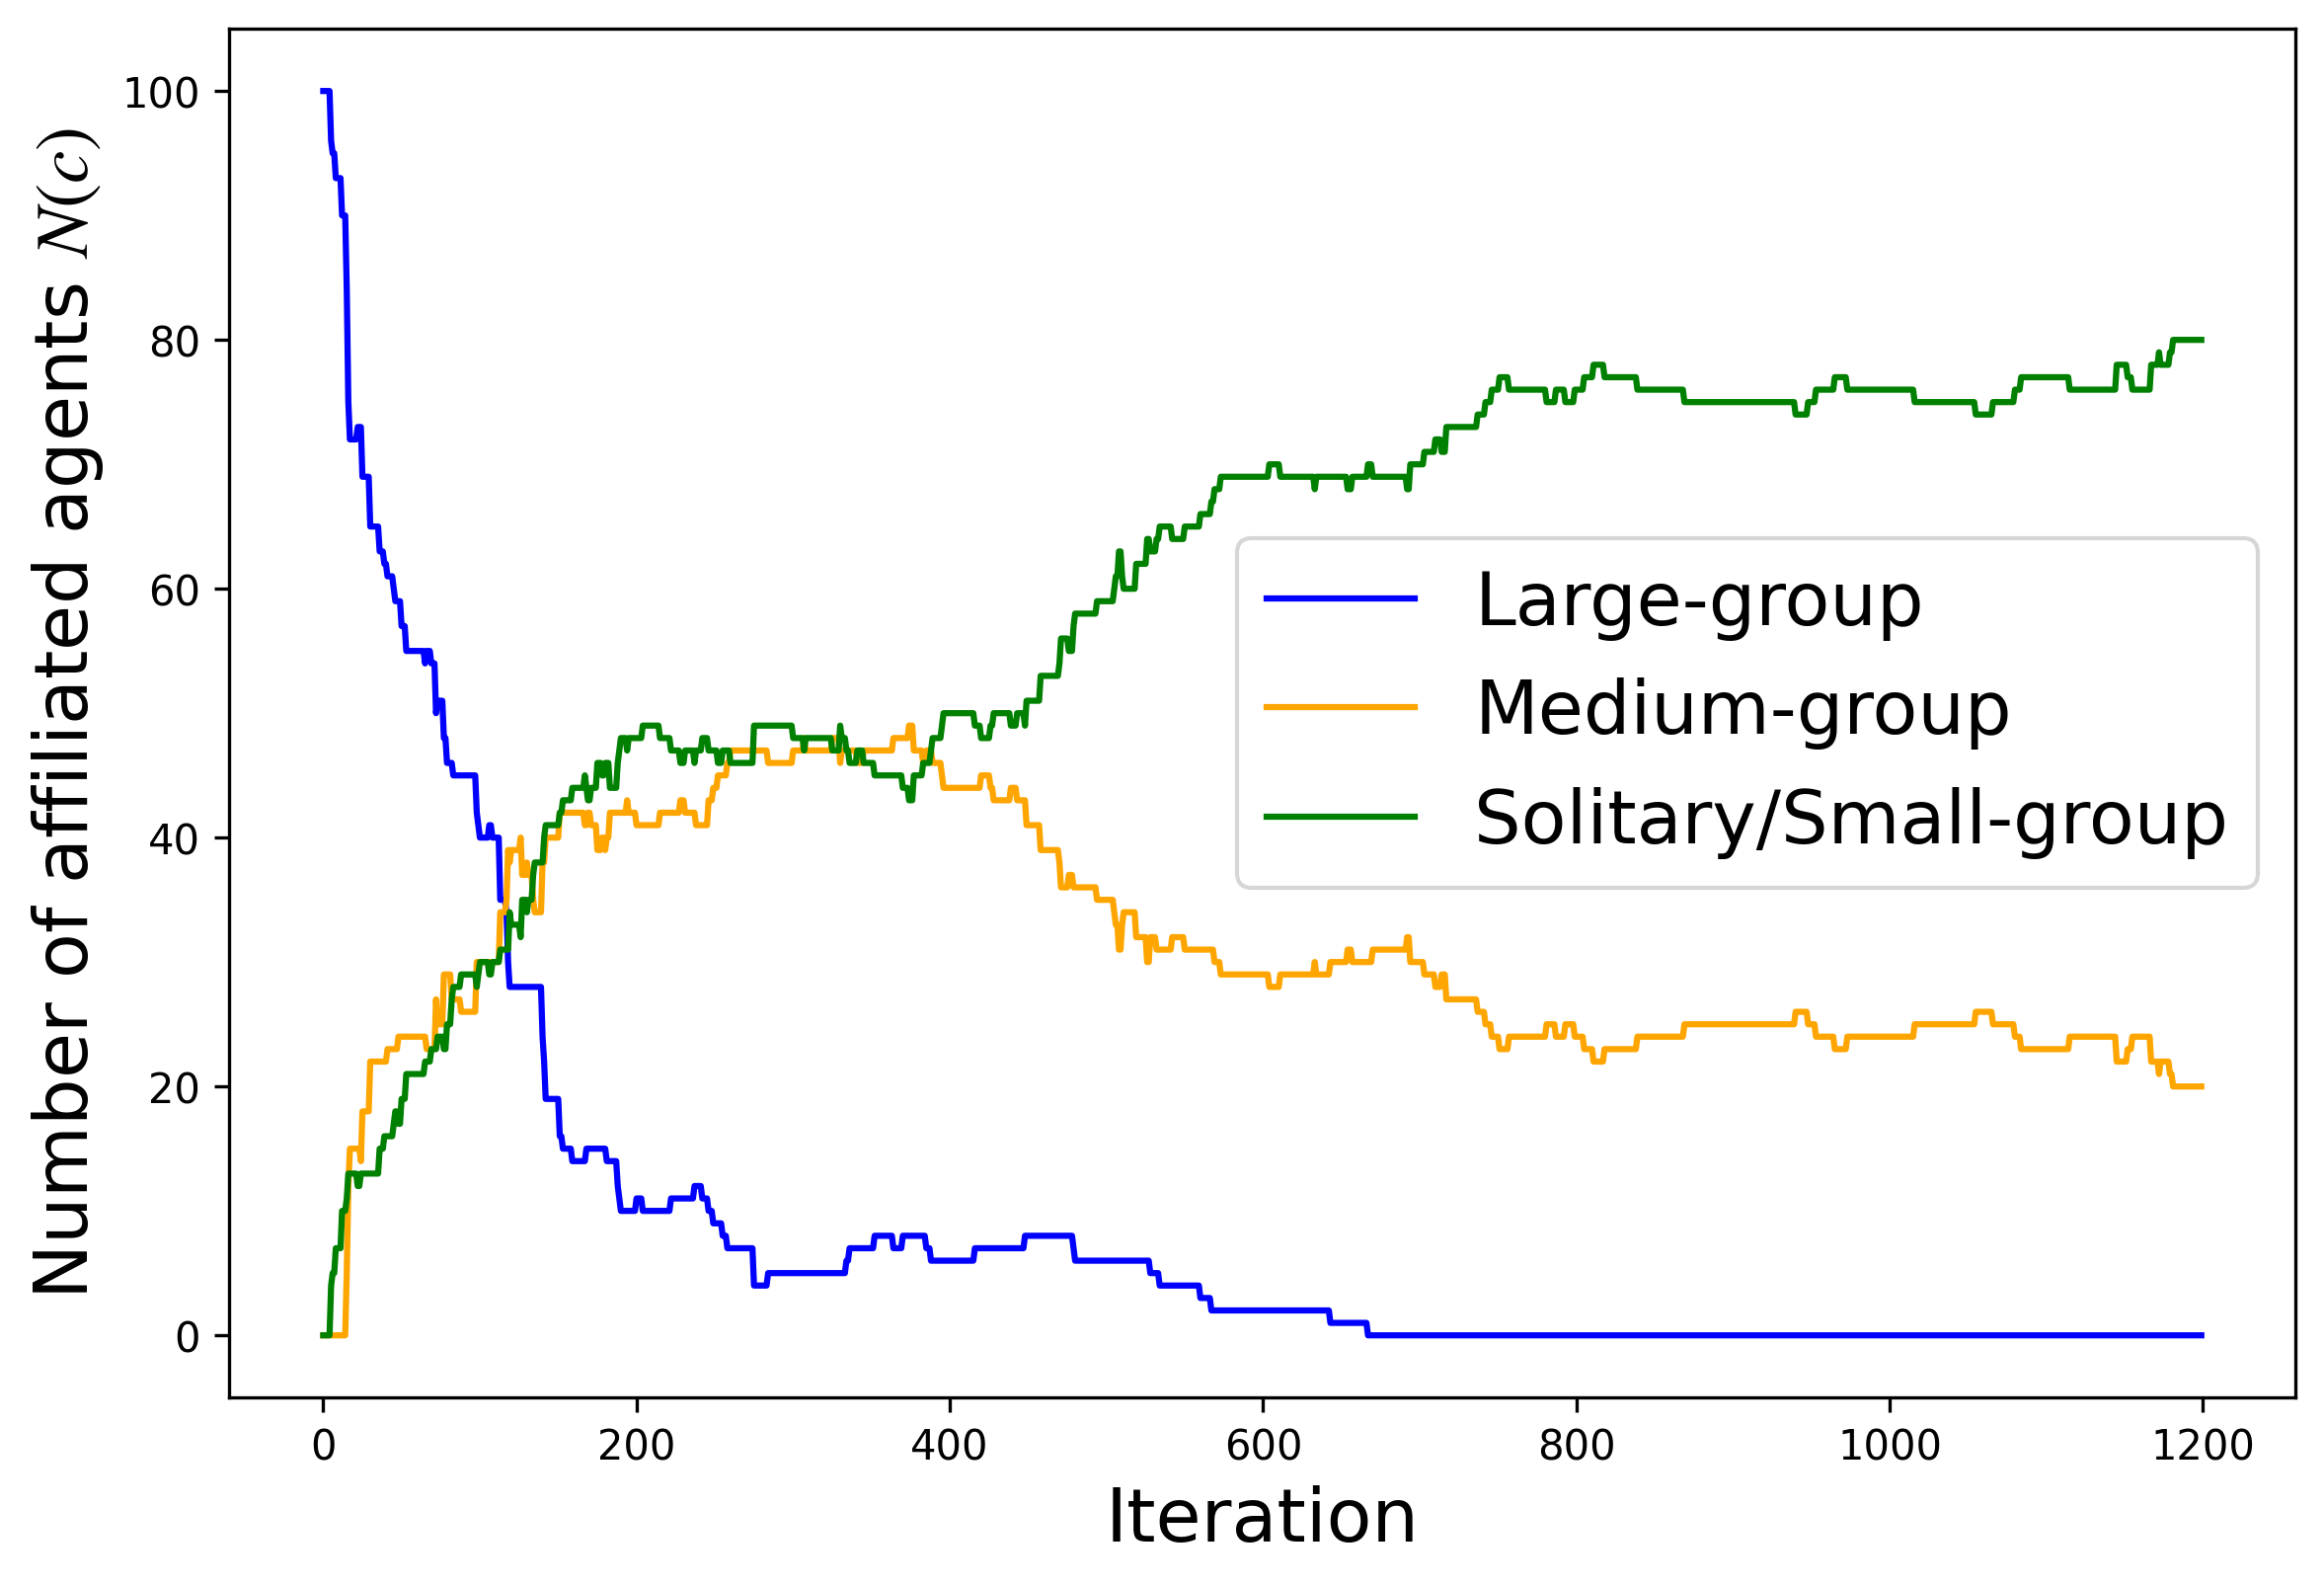 Number of affiliated agents N(c)
100
80
60
40
20
0
Large-group
Medium-group
Solitary/Small-group
0 200 400 600 800 1000 1200
Iteration